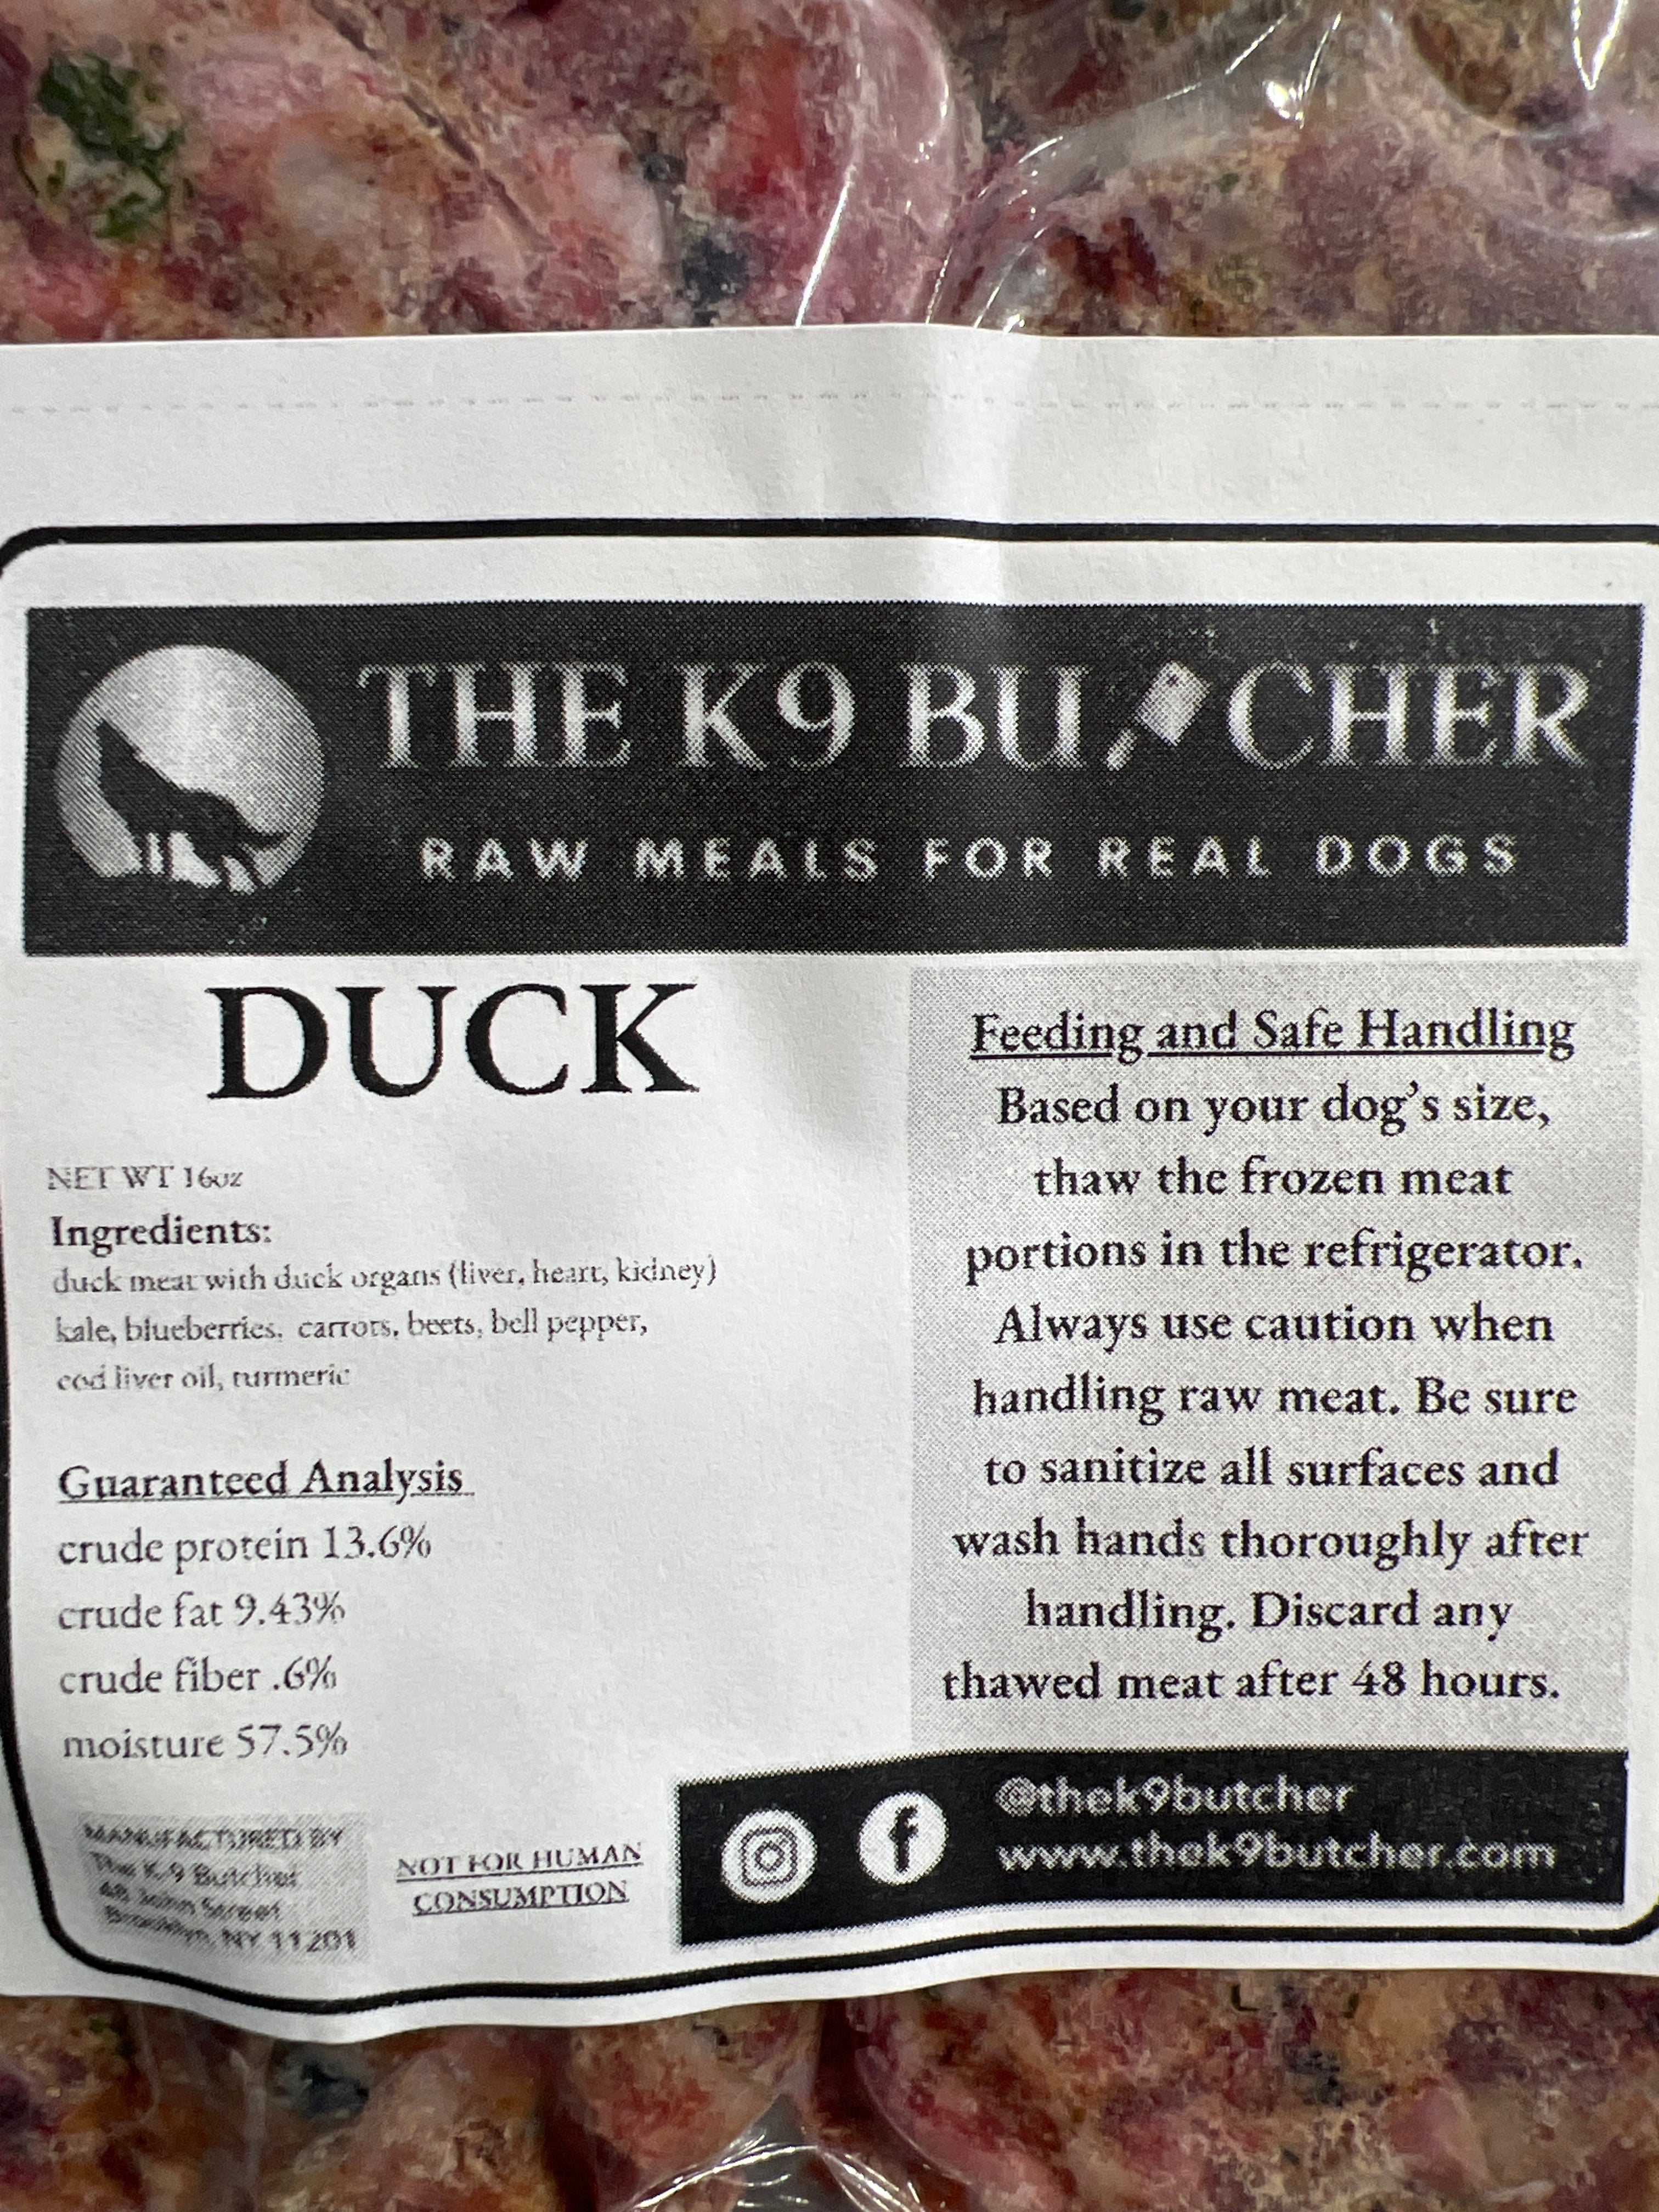 THE K9 BUTCHER
RAW MEALS FOR REAL DOGS
DUCK
NET WT 16oz
Ingredients:
duck meat with duck organs (liver, heart, kidney)
kale, blueberries, carrots, beets, bell pepper,
cod liver oil, turmeric
Guaranteed Analysis
crude protein 13.6%
crude fat 9.43%
crude fiber .6%
moisture 57.5%
MANUFACTURED BY
The K-9 Butcher
48 John Street
Brooklyn, NY 11201
NOT FOR HUMAN
CONSUMPTION
Feeding and Safe Handling
Based on your dog's size,
thaw the frozen meat
portions in the refrigerator.
Always use caution when
handling raw meat. Be sure
to sanitize all surfaces and
wash hands thoroughly after
handling. Discard any
thawed meat after 48 hours.
@thek9butcher
www.thek9butcher.com